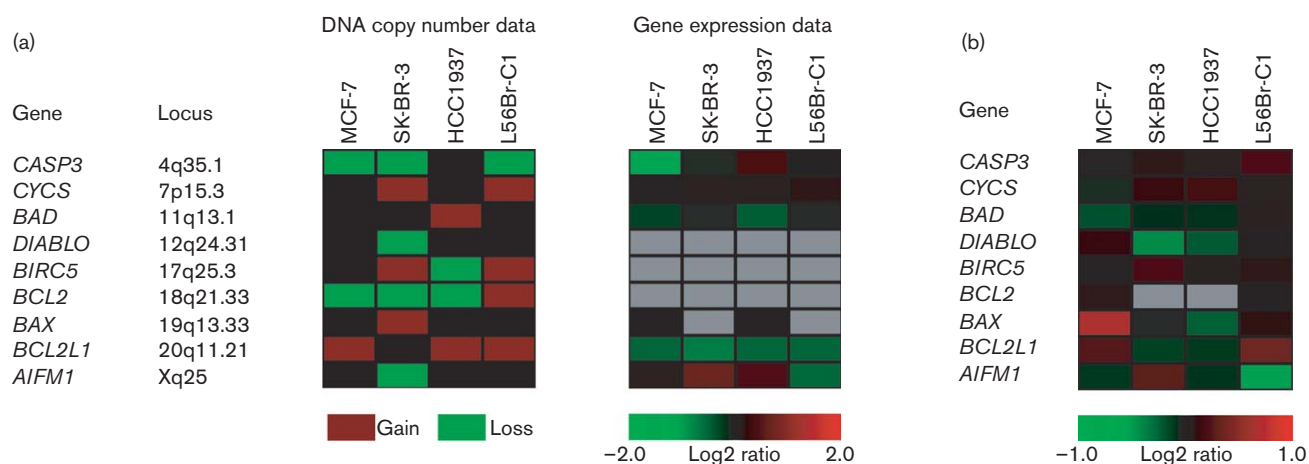 (a)
DNA copy number data
Gene expression data
(b)
MCF-7
SK-BR-3
HCC1937
L56Br-C1
MCF-7
SK-BR-3
HCC1937
L56Br-C1
MCF-7
SK-BR-3
HCC1937
L56Br-C1
Gene Locus
Gene
CASP3 4q35.1
CYCS 7p15.3
BAD 11q13.1
DIABLO 12q24.31
BIRC5 17q25.3
BCL2 18q21.33
BAX 19q13.33
BCL2L1 20q11.21
AIFM1 Xq25
CASP3
CYCS
BAD
DIABLO
BIRC5
BCL2
BAX
BCL2L1
AIFM1
Gain Loss
−2.0 Log2 ratio 2.0
−1.0 Log2 ratio 1.0